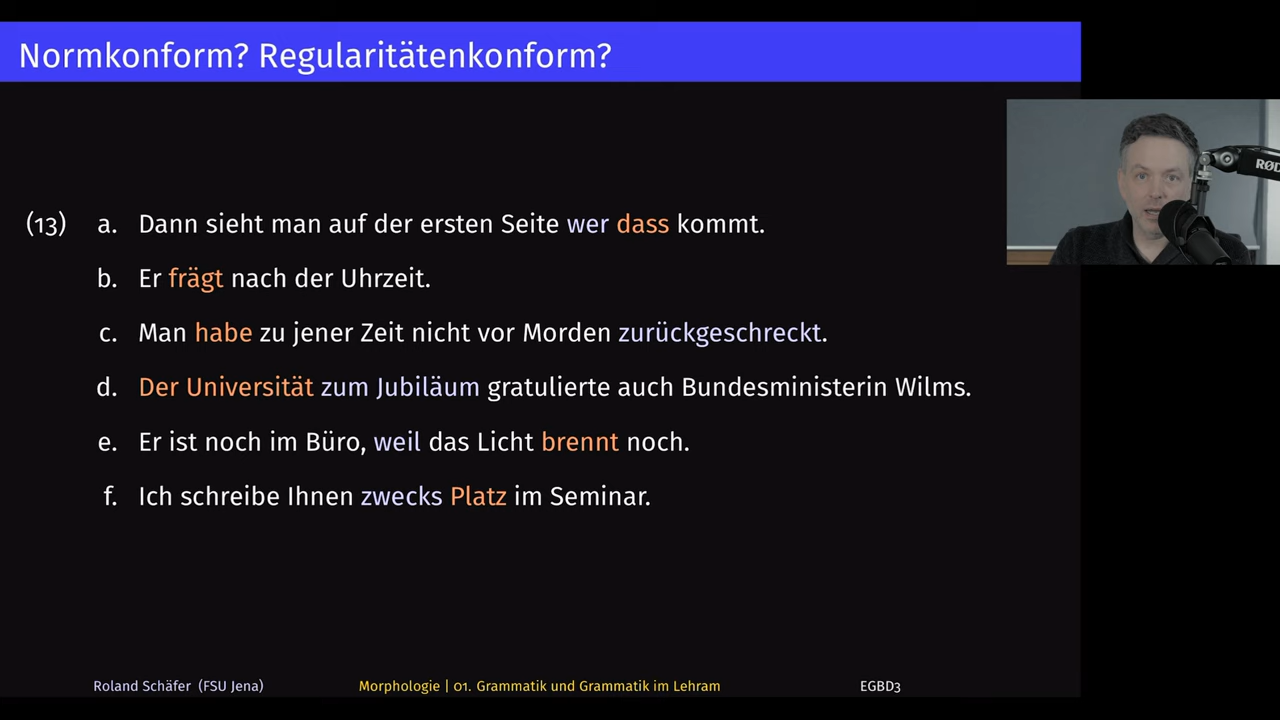 Normkonform? Regularitätenkonform?
(13) a. Dann sieht man auf der ersten Seite wer dass kommt.
b. Er frägt nach der Uhrzeit.
c. Man habe zu jener Zeit nicht vor Morden zurückgeschreckt.
d. Der Universität zum Jubiläum gratulierte auch Bundesministerin Wilms.
e. Er ist noch im Büro, weil das Licht brennt noch.
f. Ich schreibe Ihnen zwecks Platz im Seminar.
RØD
Roland Schäfer (FSU Jena) Morphologie | 01. Grammatik und Grammatik im Lehram EGBD3